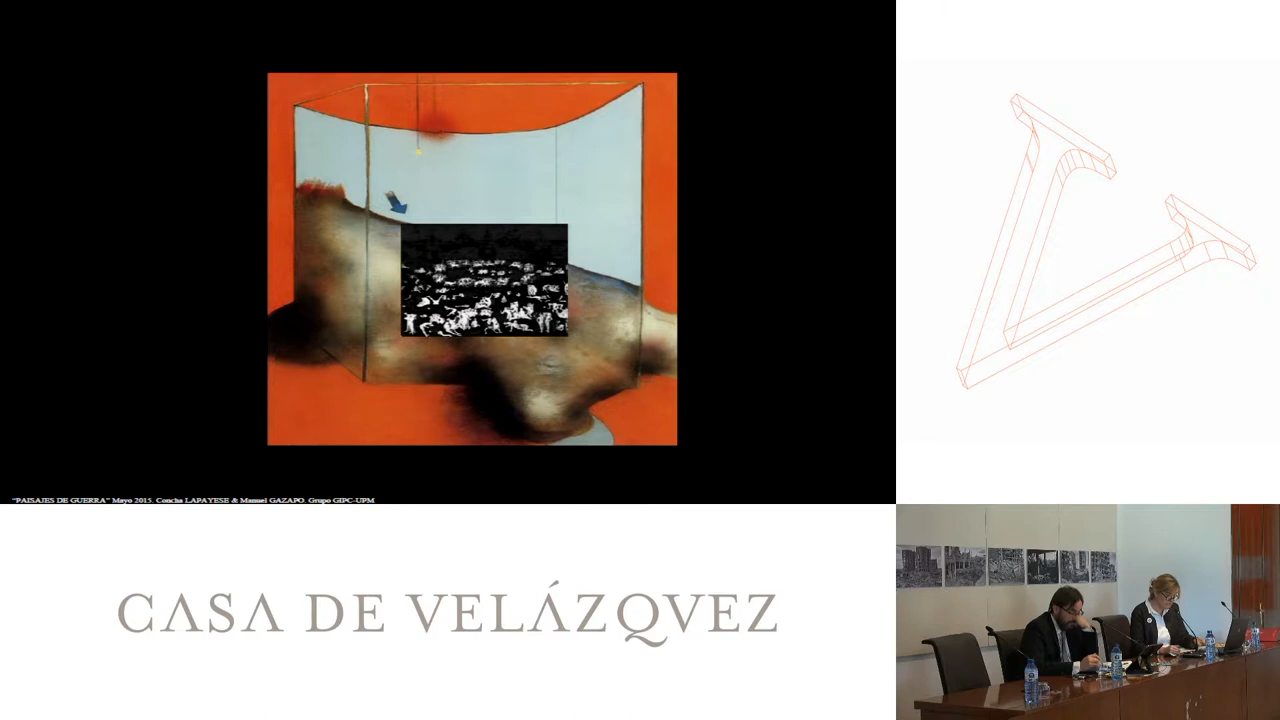 "PAISAJES DE GUERRA" Mayo 2015. Concha LAPAYESE & Manuel GAZAPO. Grupo GIPC-UPM
CASA DE VELÁZQVEZ